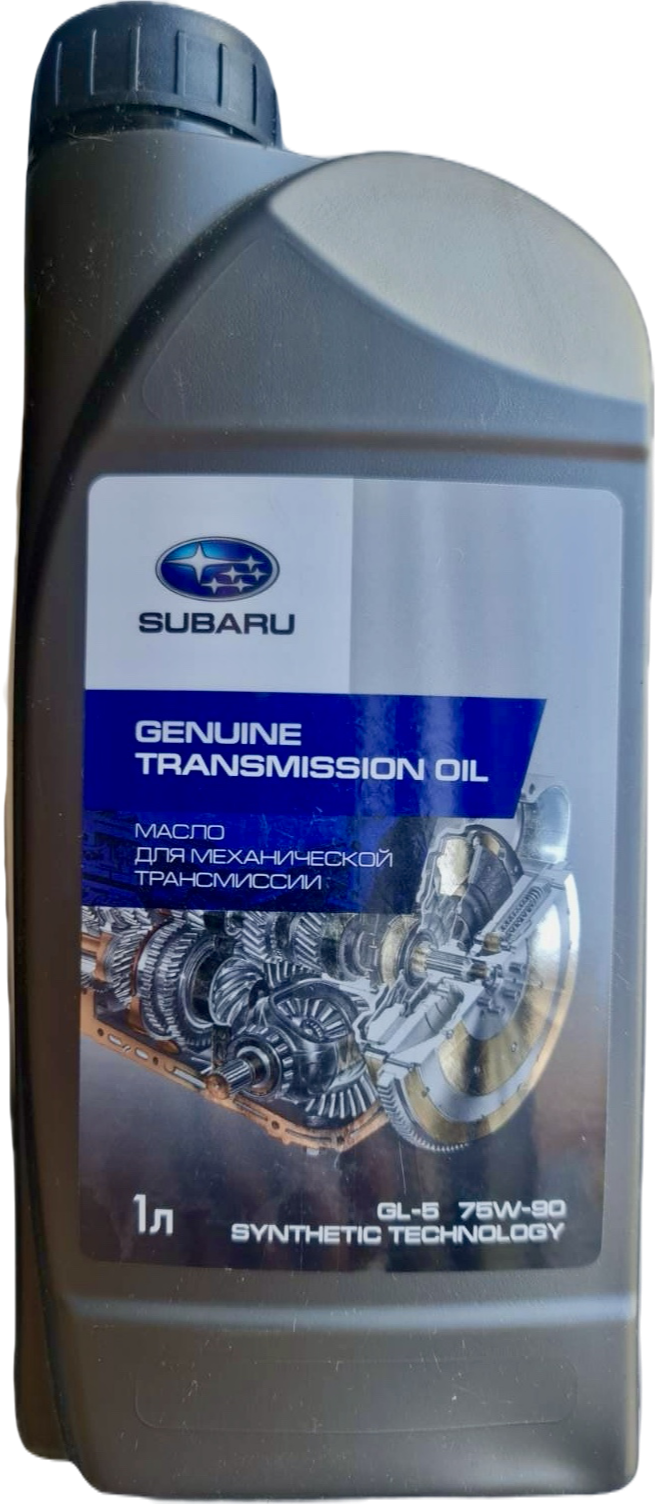 SUBARU
GENUINE
TRANSMISSION OIL
МАСЛО
ДЛЯ МЕХАНИЧЕСКОЙ
ТРАНСМИССИИ
1л
GL-5 75W-90
SYNTHETIC TECHNOLOGY